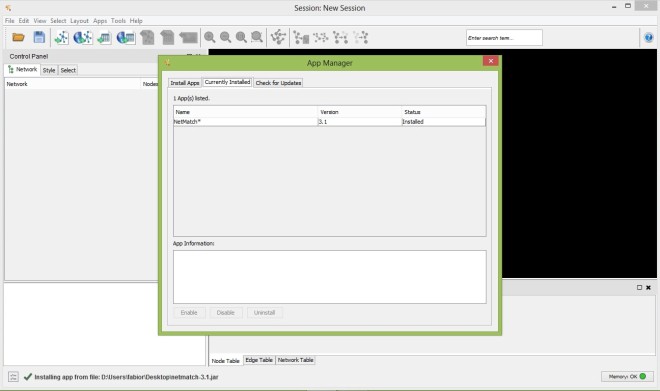 Session: New Session
File Edit View Select Layout Apps Tools Help
Enter search term...
Control Panel
Network Style Select
Network Nodes
App Manager
Install Apps Currently Installed Check for Updates
1 App(s) listed.
Name Version Status
NetMatch* 3.1 Installed
App Information:
Enable Disable Uninstall
Node Table Edge Table Network Table
Installing app from file: D:\Users\fabior\Desktop\netmatch-3.1.jar
Memory: OK